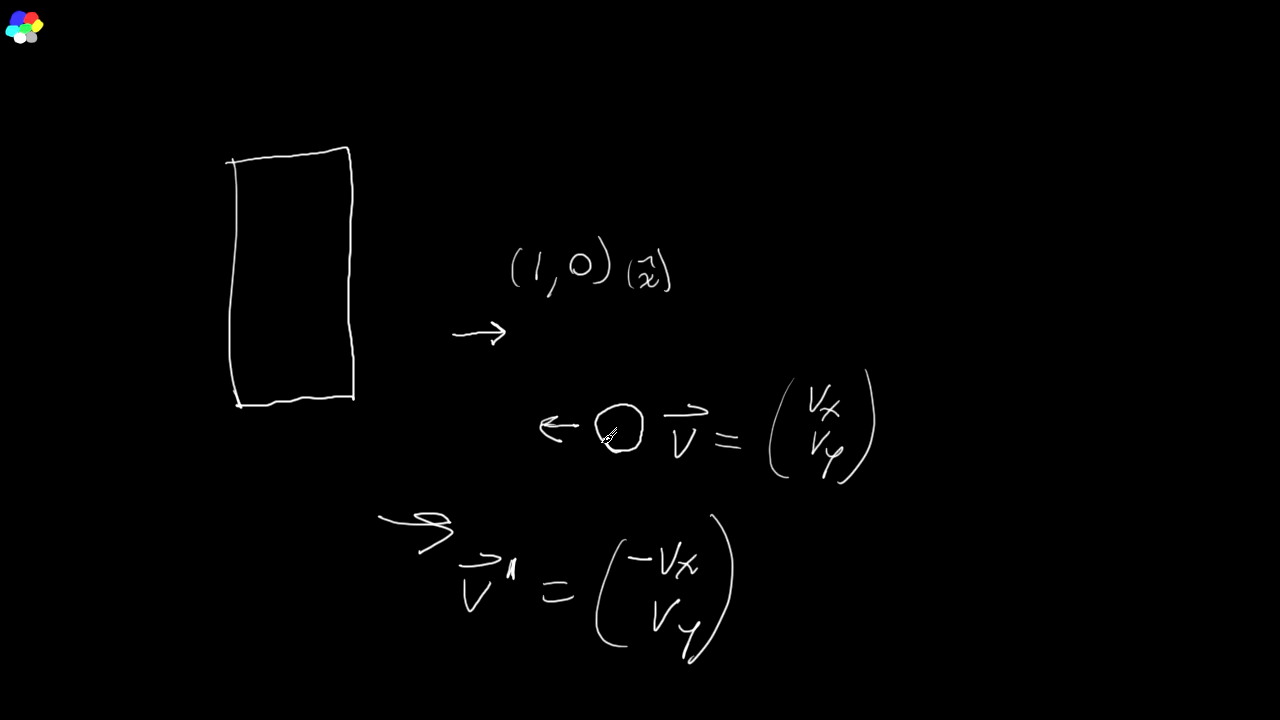 (1, 0) (x̂)
→
← v⃗ = (vx
vy)
→ v⃗' = (-vx
vy)